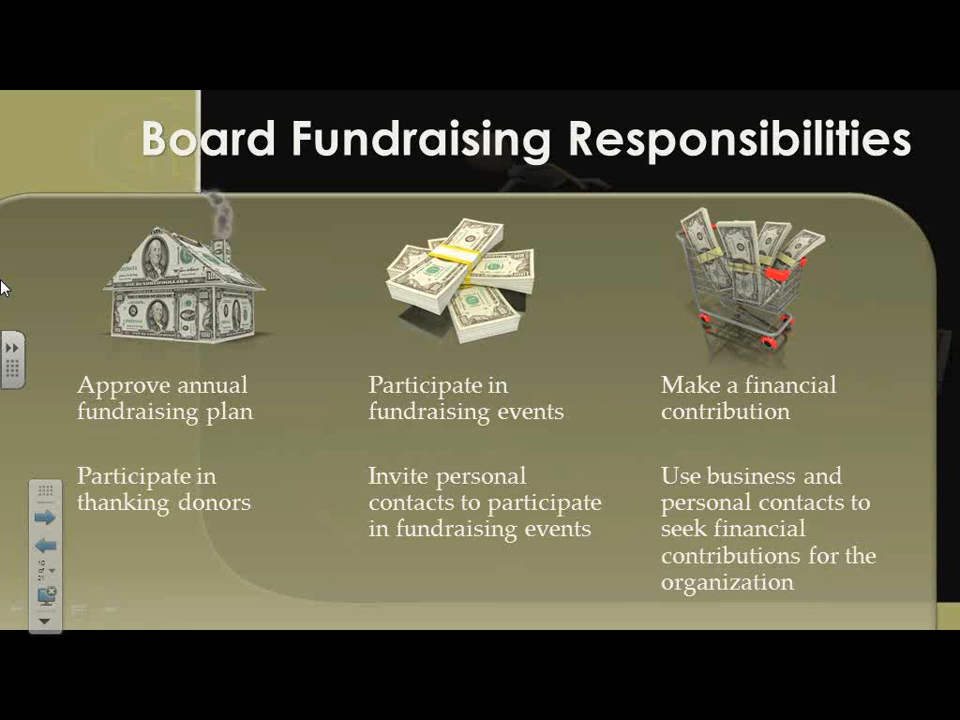 Board Fundraising Responsibilities
Approve annual
fundraising plan
Participate in
thanking donors
Participate in
fundraising events
Invite personal
contacts to participate
in fundraising events
Make a financial
contribution
Use business and
personal contacts to
seek financial
contributions for the
organization